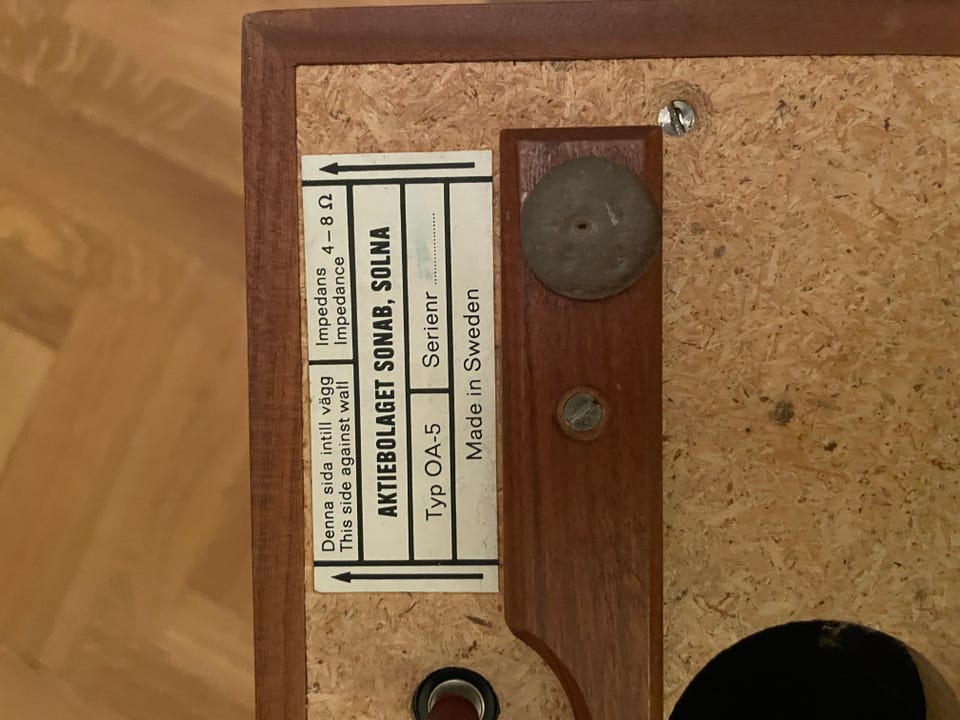 Denna sida intill vägg
This side against wall
Impedans
Impedance 4–8 Ω
AKTIEBOLAGET SONAB, SOLNA
Typ OA-5
Serienr
Made in Sweden